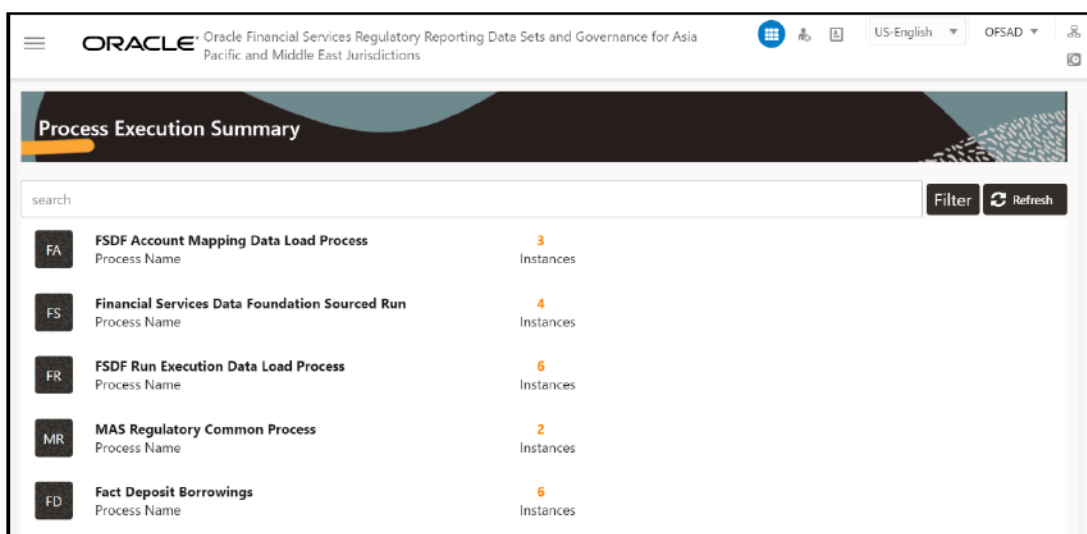 ORACLE Oracle Financial Services Regulatory Reporting Data Sets and Governance for Asia
Pacific and Middle East Jurisdictions
US-English
OFSAD
Process Execution Summary
search
Filter
Refresh
FA
FSDF Account Mapping Data Load Process
Process Name
3
Instances
FS
Financial Services Data Foundation Sourced Run
Process Name
4
Instances
FR
FSDF Run Execution Data Load Process
Process Name
6
Instances
MR
MAS Regulatory Common Process
Process Name
2
Instances
FD
Fact Deposit Borrowings
Process Name
6
Instances